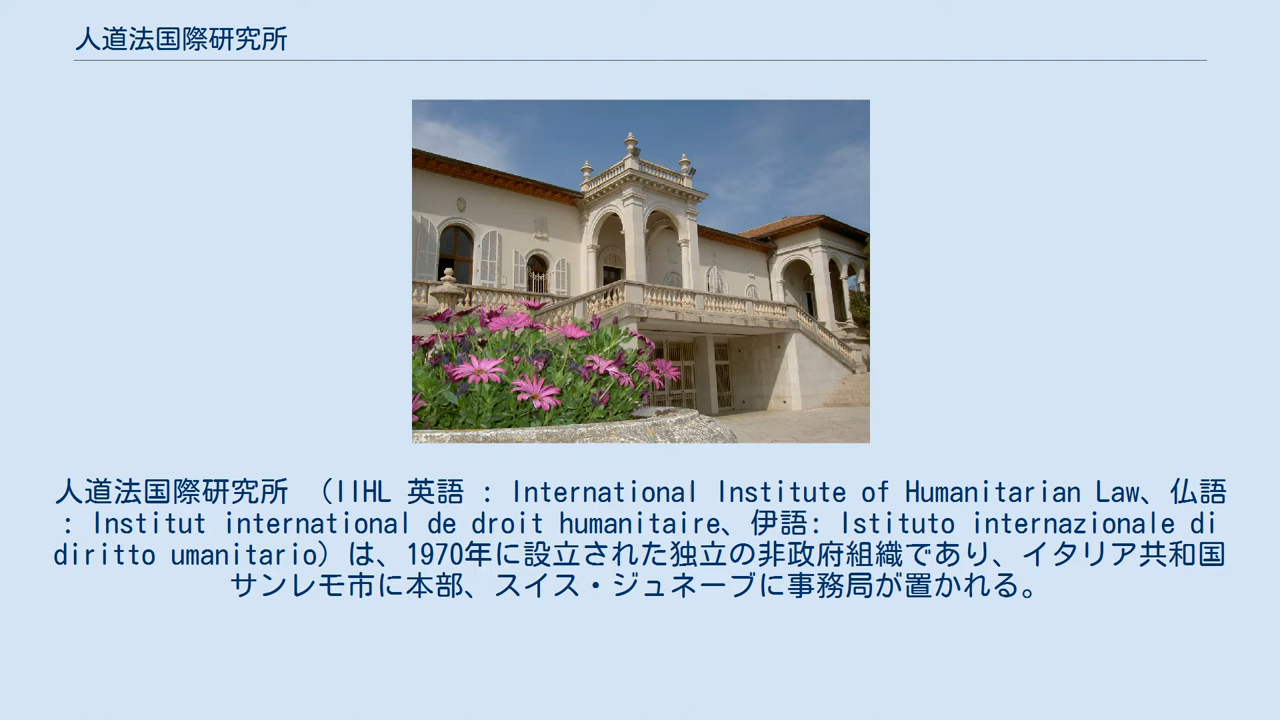 人道法国際研究所
人道法国際研究所 （IIHL 英語 : International Institute of Humanitarian Law、仏語
: Institut international de droit humanitaire、伊語: Istituto internazionale di
diritto umanitario）は、1970年に設立された独立の非政府組織であり、イタリア共和国
サンレモ市に本部、スイス・ジュネーブに事務局が置かれる。